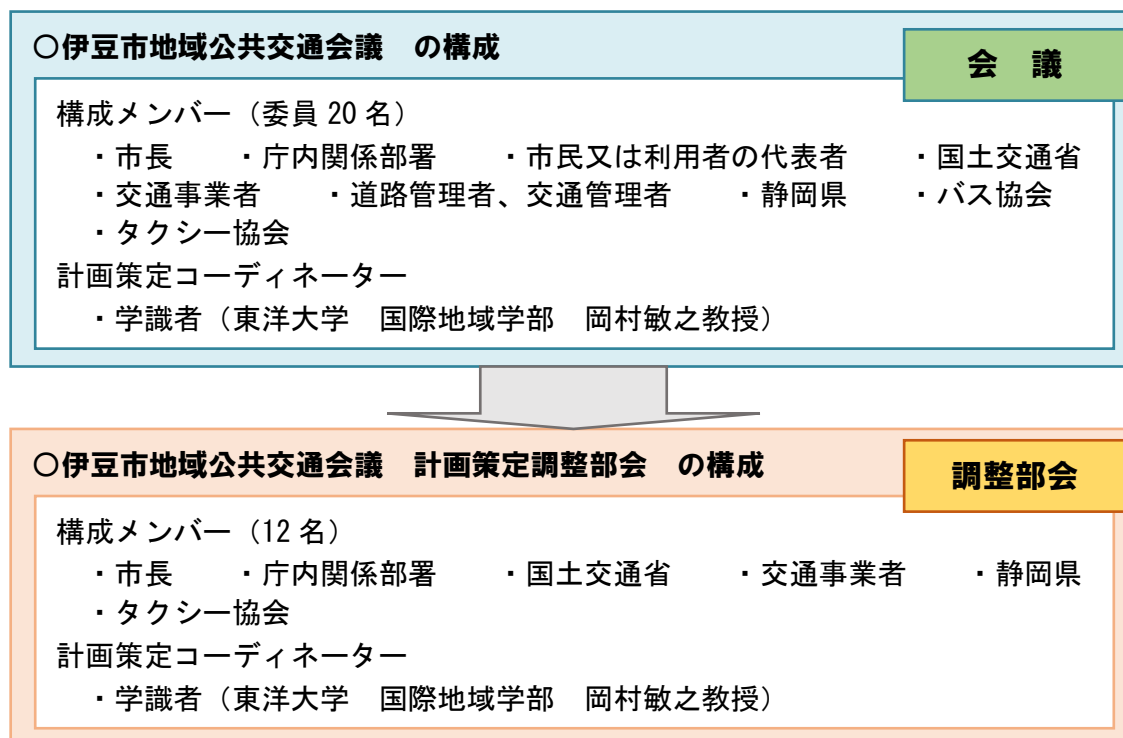 〇伊豆市地域公共交通会議　の構成
会　議
構成メンバー（委員 20 名）
・市長　　・庁内関係部署　　・市民又は利用者の代表者　　・国土交通省
・交通事業者　　・道路管理者、交通管理者　　・静岡県　　・バス協会
・タクシー協会
計画策定コーディネーター
・学識者（東洋大学　国際地域学部　岡村敏之教授）
〇伊豆市地域公共交通会議　計画策定調整部会　の構成
調整部会
構成メンバー（12 名）
・市長　　・庁内関係部署　　・国土交通省　　・交通事業者　　・静岡県
・タクシー協会
計画策定コーディネーター
・学識者（東洋大学　国際地域学部　岡村敏之教授）